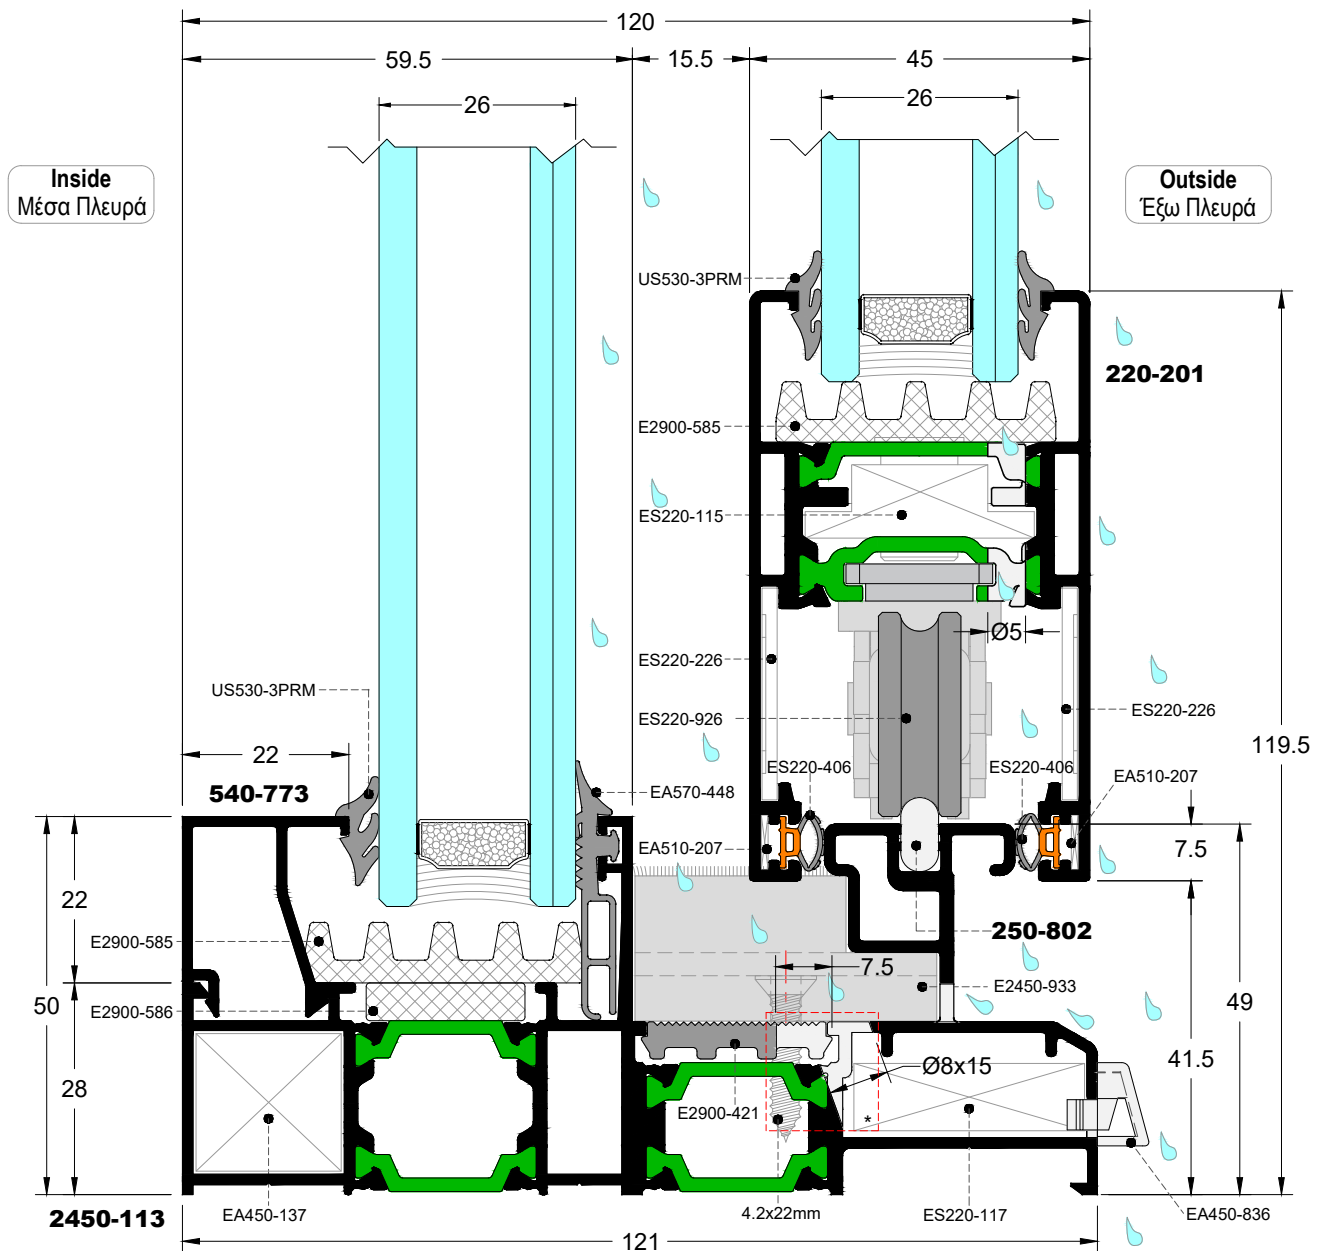 120
59.5
15.5
45
26
26
Inside
Μέσα Πλευρά
Outside
Έξω Πλευρά
US530-3PRM
220-201
E2900-585
ES220-115
Ø5
ES220-226
US530-3PRM
ES220-926
ES220-226
22
119.5
ES220-406
ES220-406
EA510-207
540-773
EA570-448
EA510-207
7.5
22
E2900-585
250-802
7.5
E2450-933
50
E2900-586
49
41.5
Ø8x15
28
E2900-421
*
2450-113
EA450-137
4.2x22mm
ES220-117
EA450-836
121